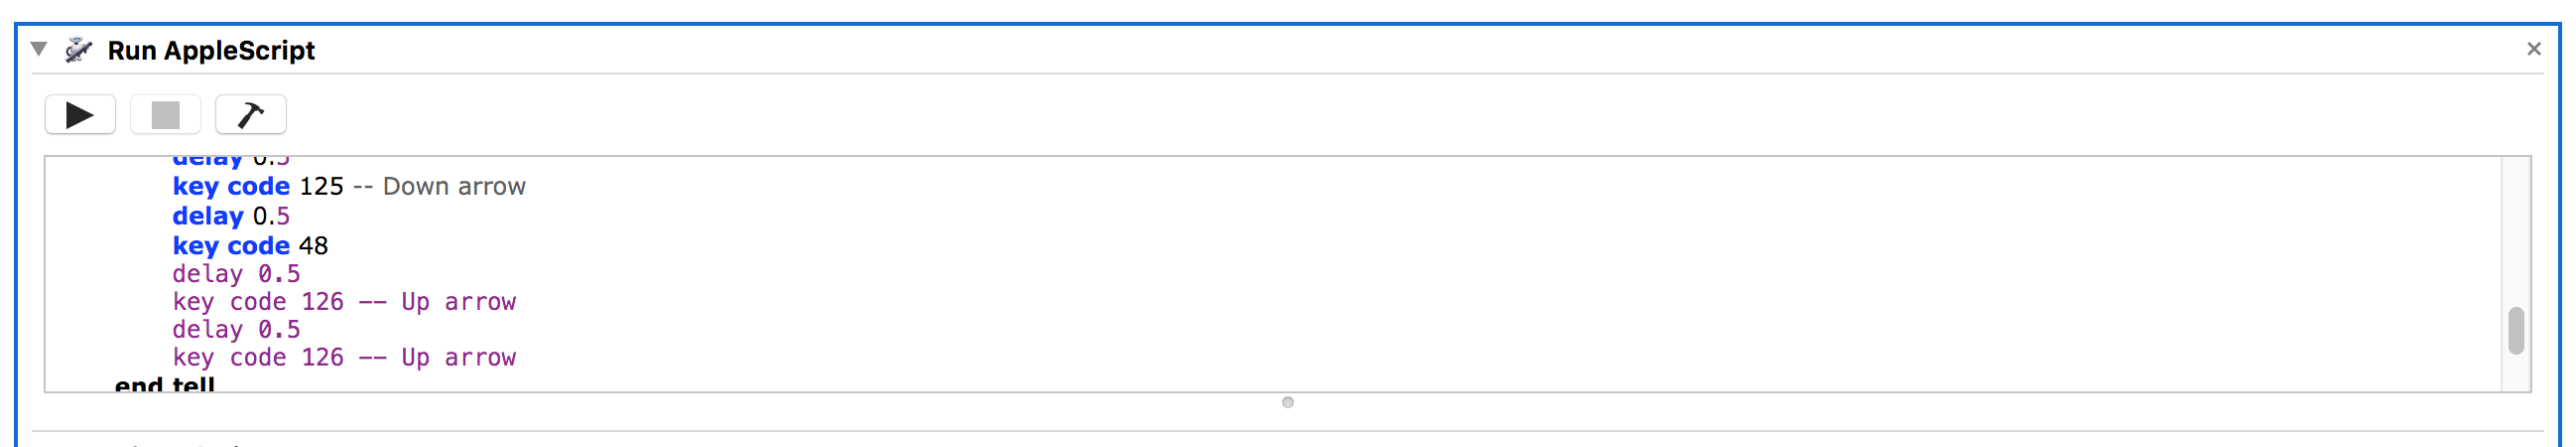 Run AppleScript
delay 0.5
key code 125 -- Down arrow
delay 0.5
key code 48
delay 0.5
key code 126 -- Up arrow
delay 0.5
key code 126 -- Up arrow
end tell